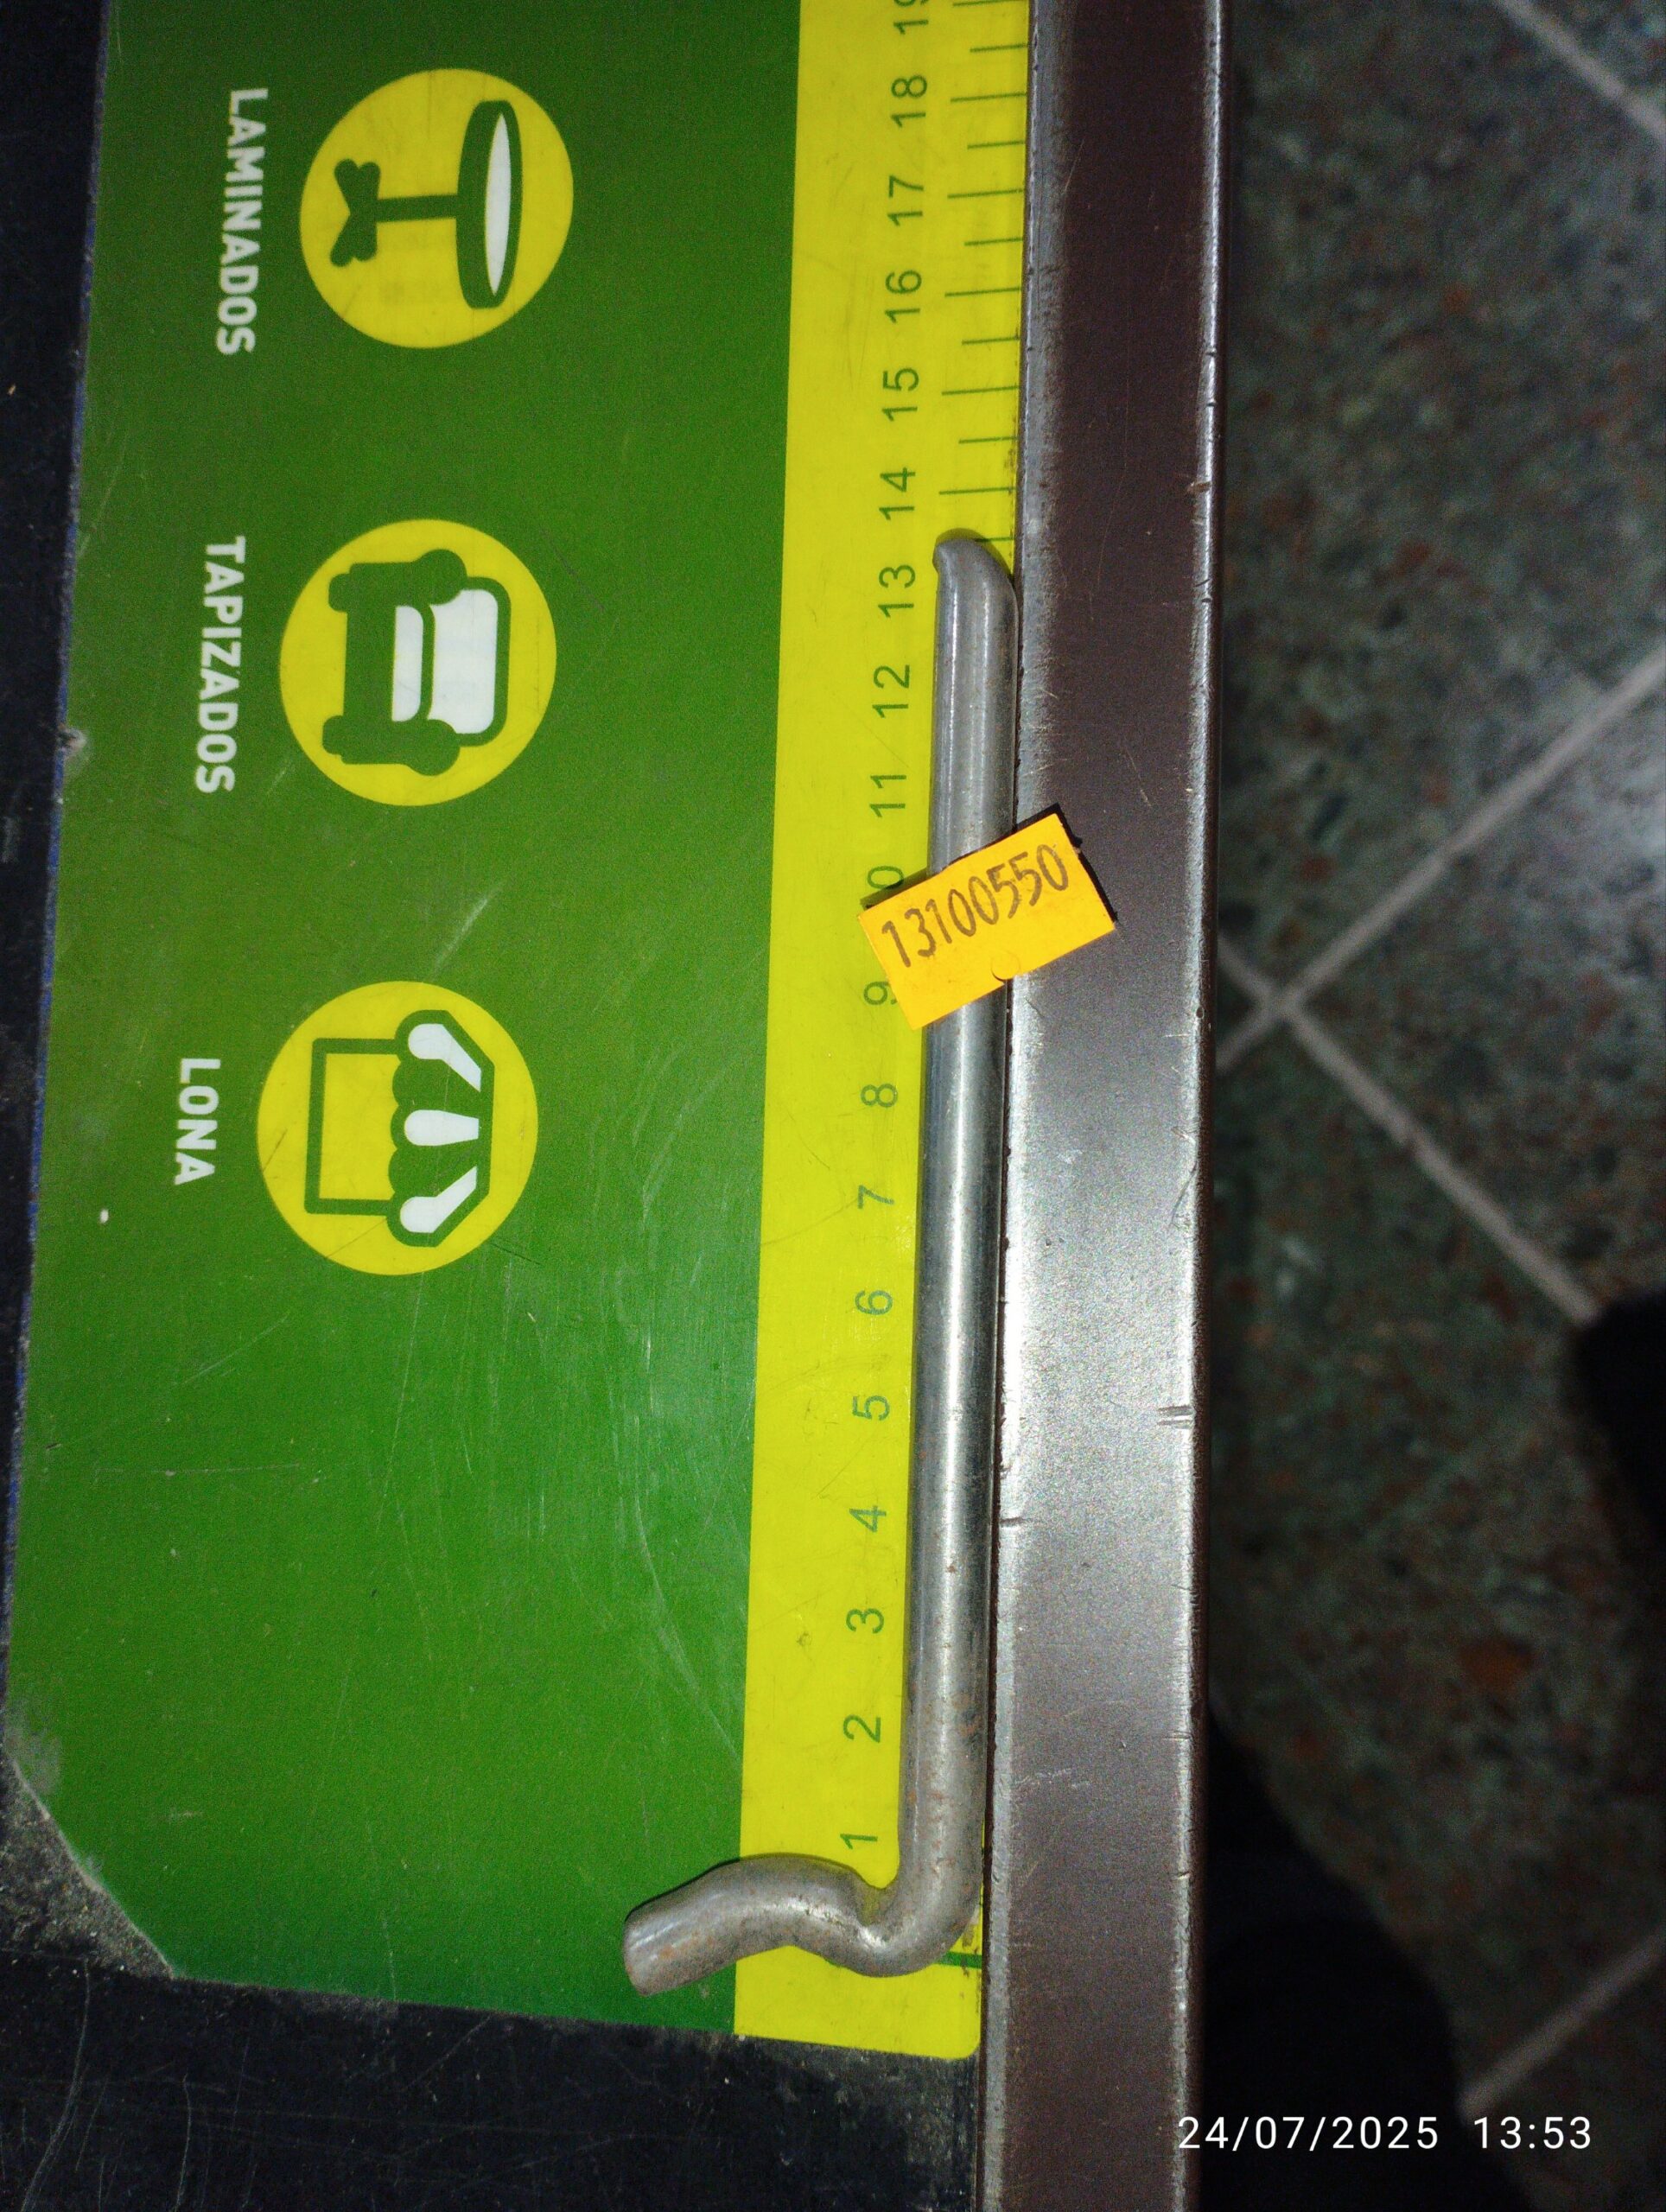 LAMINADOS
TAPIZADOS
LONA
1 2 3 4 5 6 7 8 9 0 11 12 13 14 15 16 17 18 19
13100550
24/07/2025 13:53